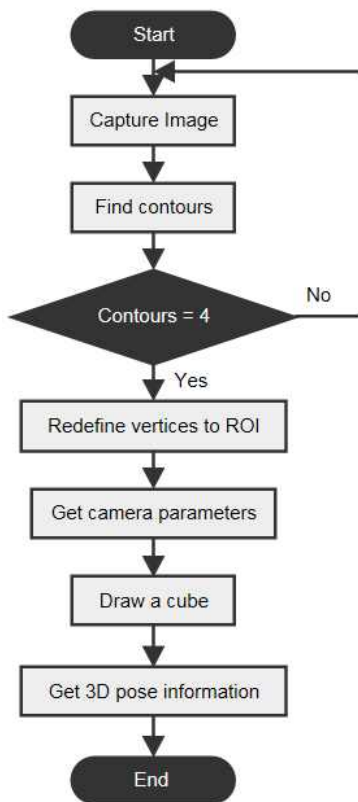 Start
Capture Image
Find contours
Contours = 4
No
Yes
Redefine vertices to ROI
Get camera parameters
Draw a cube
Get 3D pose information
End